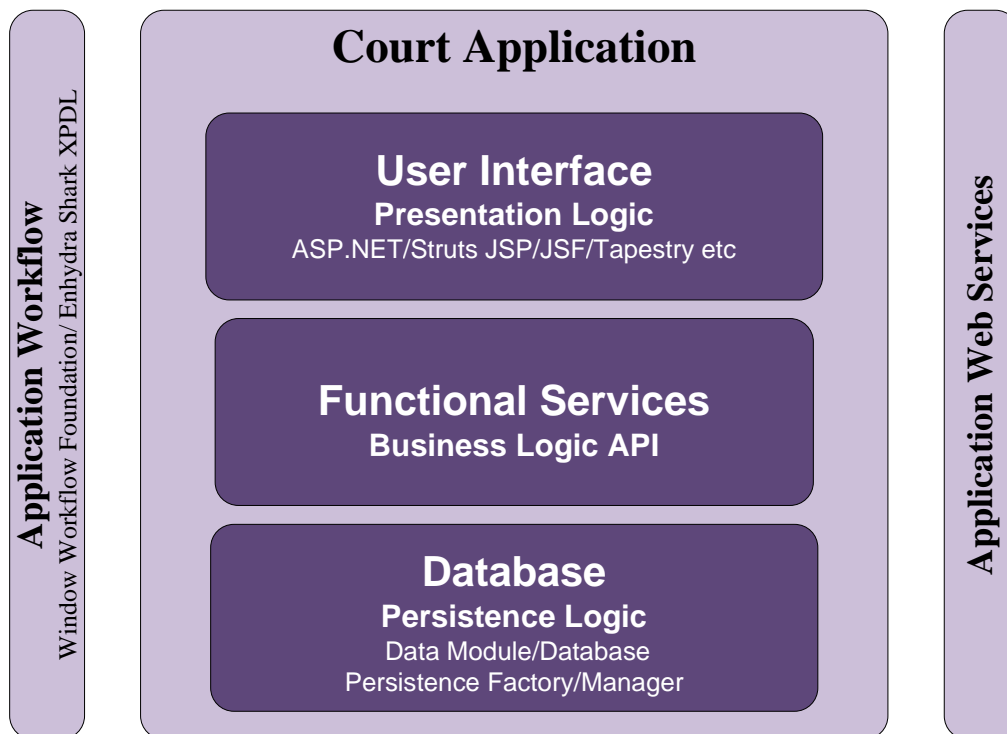 Application Workflow
Window Workflow Foundation/ Enhydra Shark XPDL
Court Application
User Interface
Presentation Logic
ASP.NET/Struts JSP/JSF/Tapestry etc
Functional Services
Business Logic API
Database
Persistence Logic
Data Module/Database
Persistence Factory/Manager
Application Web Services